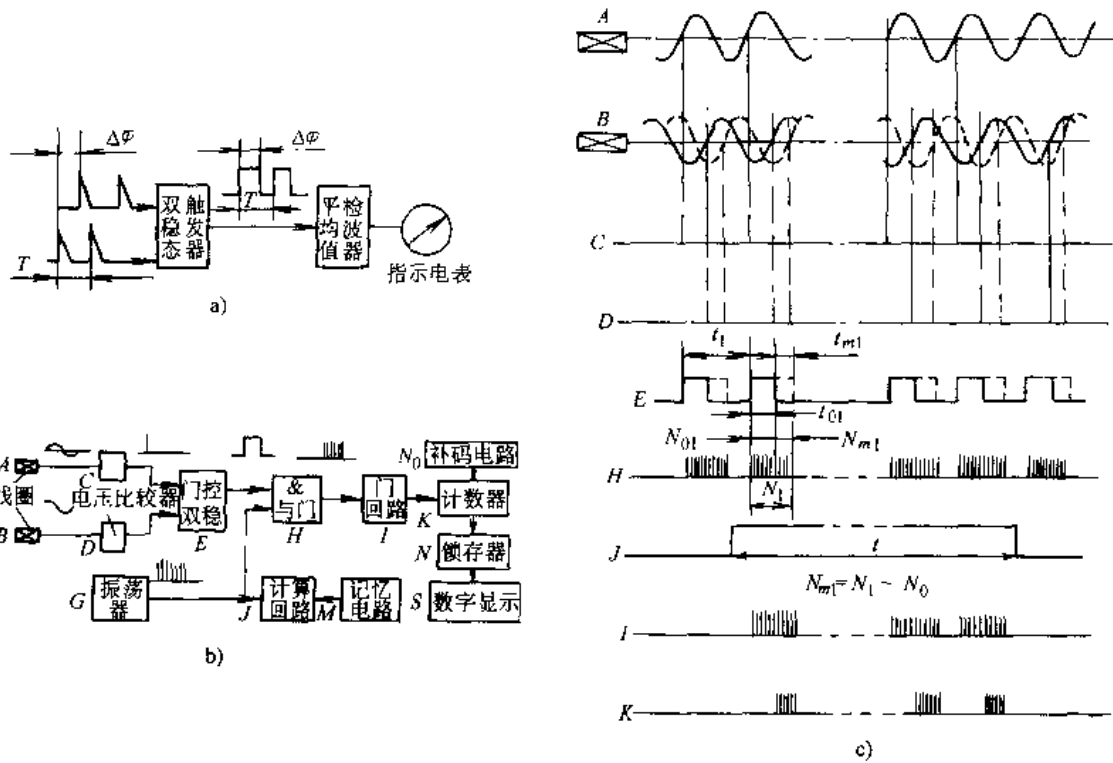 ΔΦ
ΔΦ
T
T
双稳态
触发器
平均值
检波器
指示电表
a)
A
线圈
B
C
电压比较器
D
门控
双稳
E
&
与门
H
门
回路
I
N₀
补码电路
K
计数器
N
锁存器
S
数字显示
G
振荡器
J
计算
回路
M
记忆
电路
b)
A
B
C
D
t₁
tₘ₁
E
t₀₁
N₀₁
Nₘ₁
H
N₁
J
t
Nₘ₁=N₁-N₀
I
K
c)